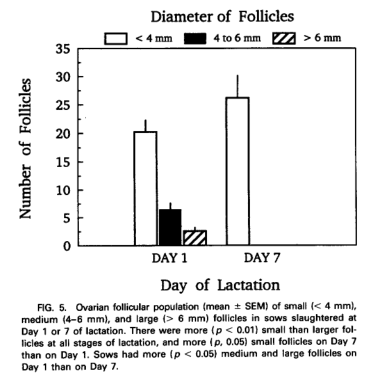 Diameter of Follicles
< 4 mm 4 to 6 mm > 6 mm
Number of Follicles
35
30
25
20
15
10
5
0
DAY 1 DAY 7
Day of Lactation
FIG. 5. Ovarian follicular population (mean ± SEM) of small (< 4 mm),
medium (4–6 mm), and large (> 6 mm) follicles in sows slaughtered at
Day 1 or 7 of lactation. There were more (p < 0.01) small than larger fol-
licles at all stages of lactation, and more (p, 0.05) small follicles on Day 7
than on Day 1. Sows had more (p < 0.05) medium and large follicles on
Day 1 than on Day 7.